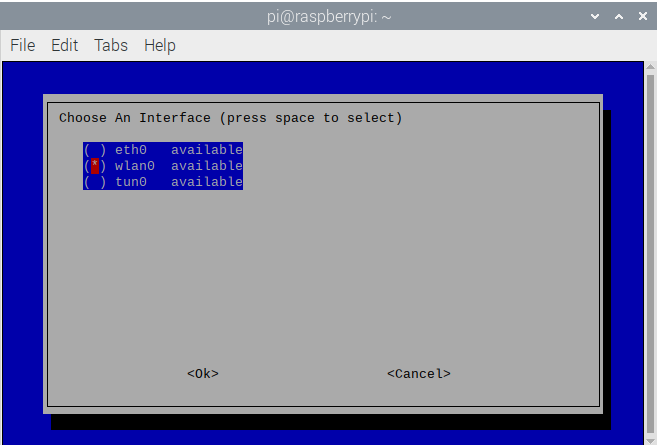 pi@raspberrypi: ~
File Edit Tabs Help
Choose An Interface (press space to select)
( ) eth0 available
(*) wlan0 available
( ) tun0 available
<Ok> <Cancel>